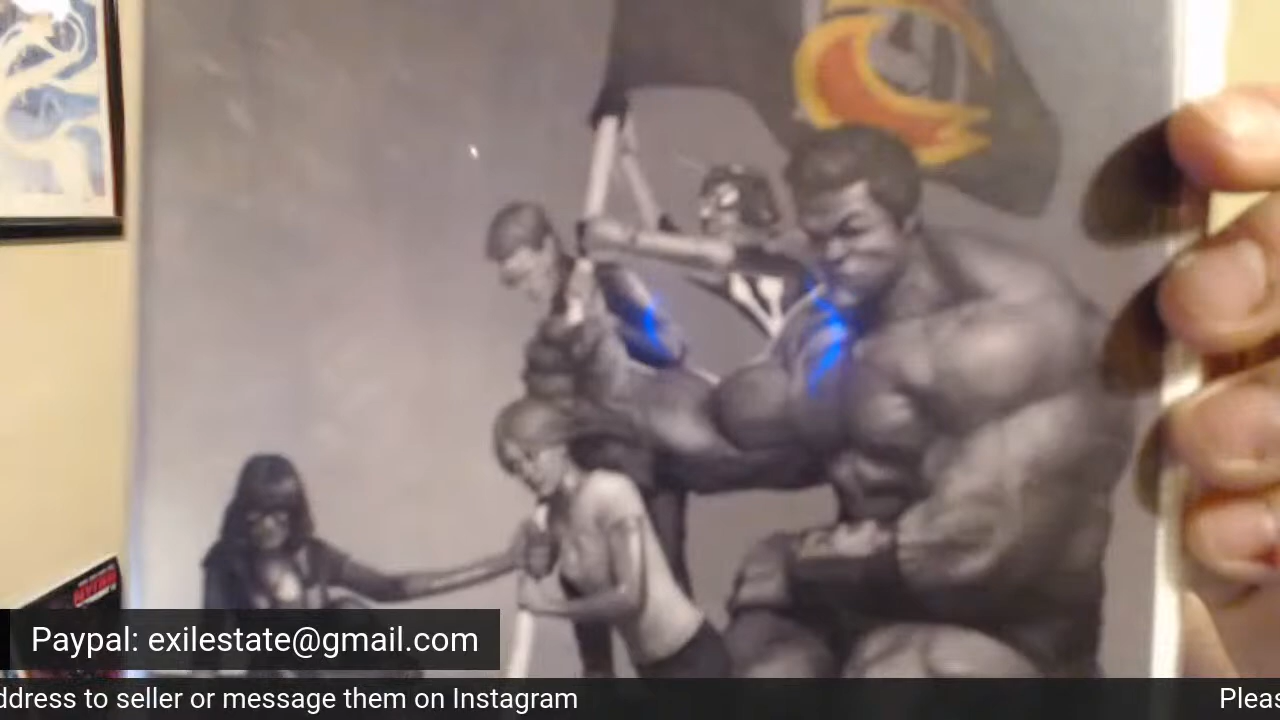 Paypal: exilestate@gmail.com
ddress to seller or message them on Instagram
Pleas